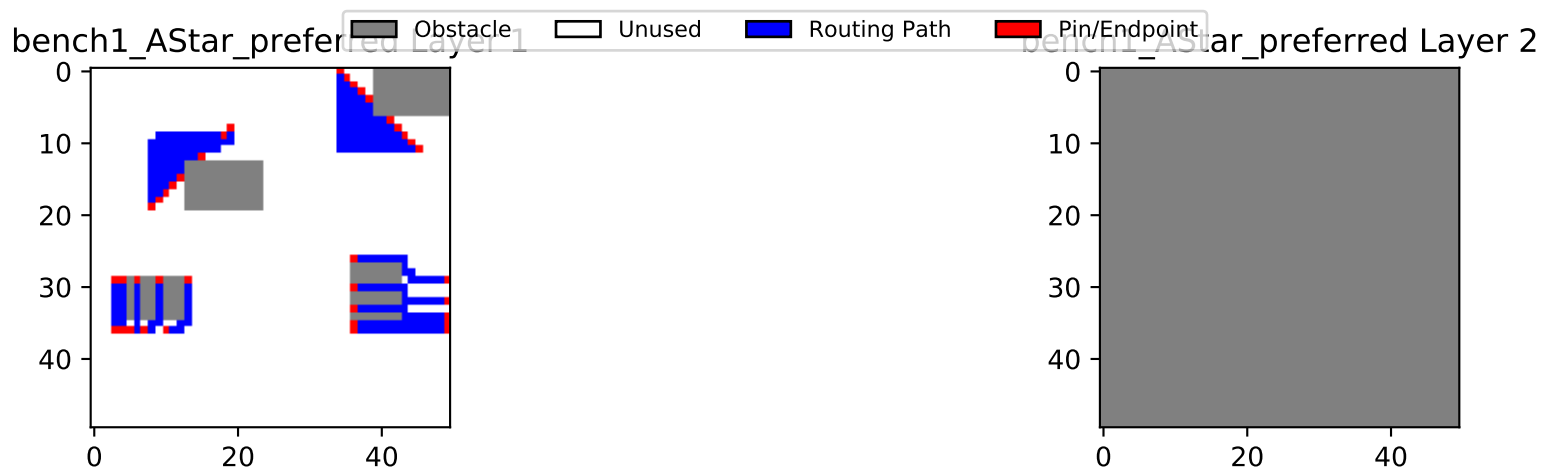 Obstacle Unused Routing Path Pin/Endpoint
bench1_AStar_preferred Layer 1
bench1_AStar_preferred Layer 2
0
10
20
30
40
0 20 40
0
10
20
30
40
0 20 40